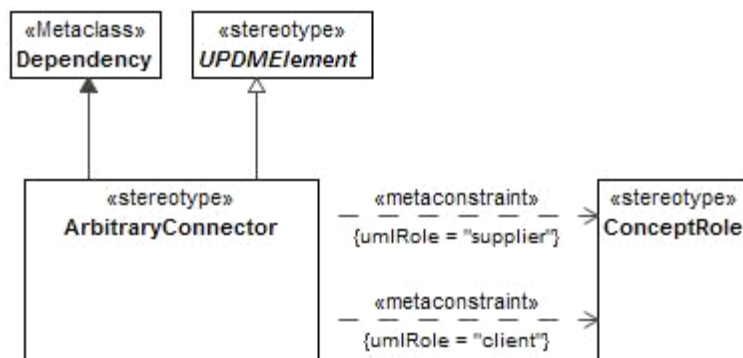 «Metaclass»
Dependency
«stereotype»
UPDMElement
«stereotype»
ArbitraryConnector
«metaconstraint»
{umlRole = "supplier"}
«metaconstraint»
{umlRole = "client"}
«stereotype»
ConceptRole